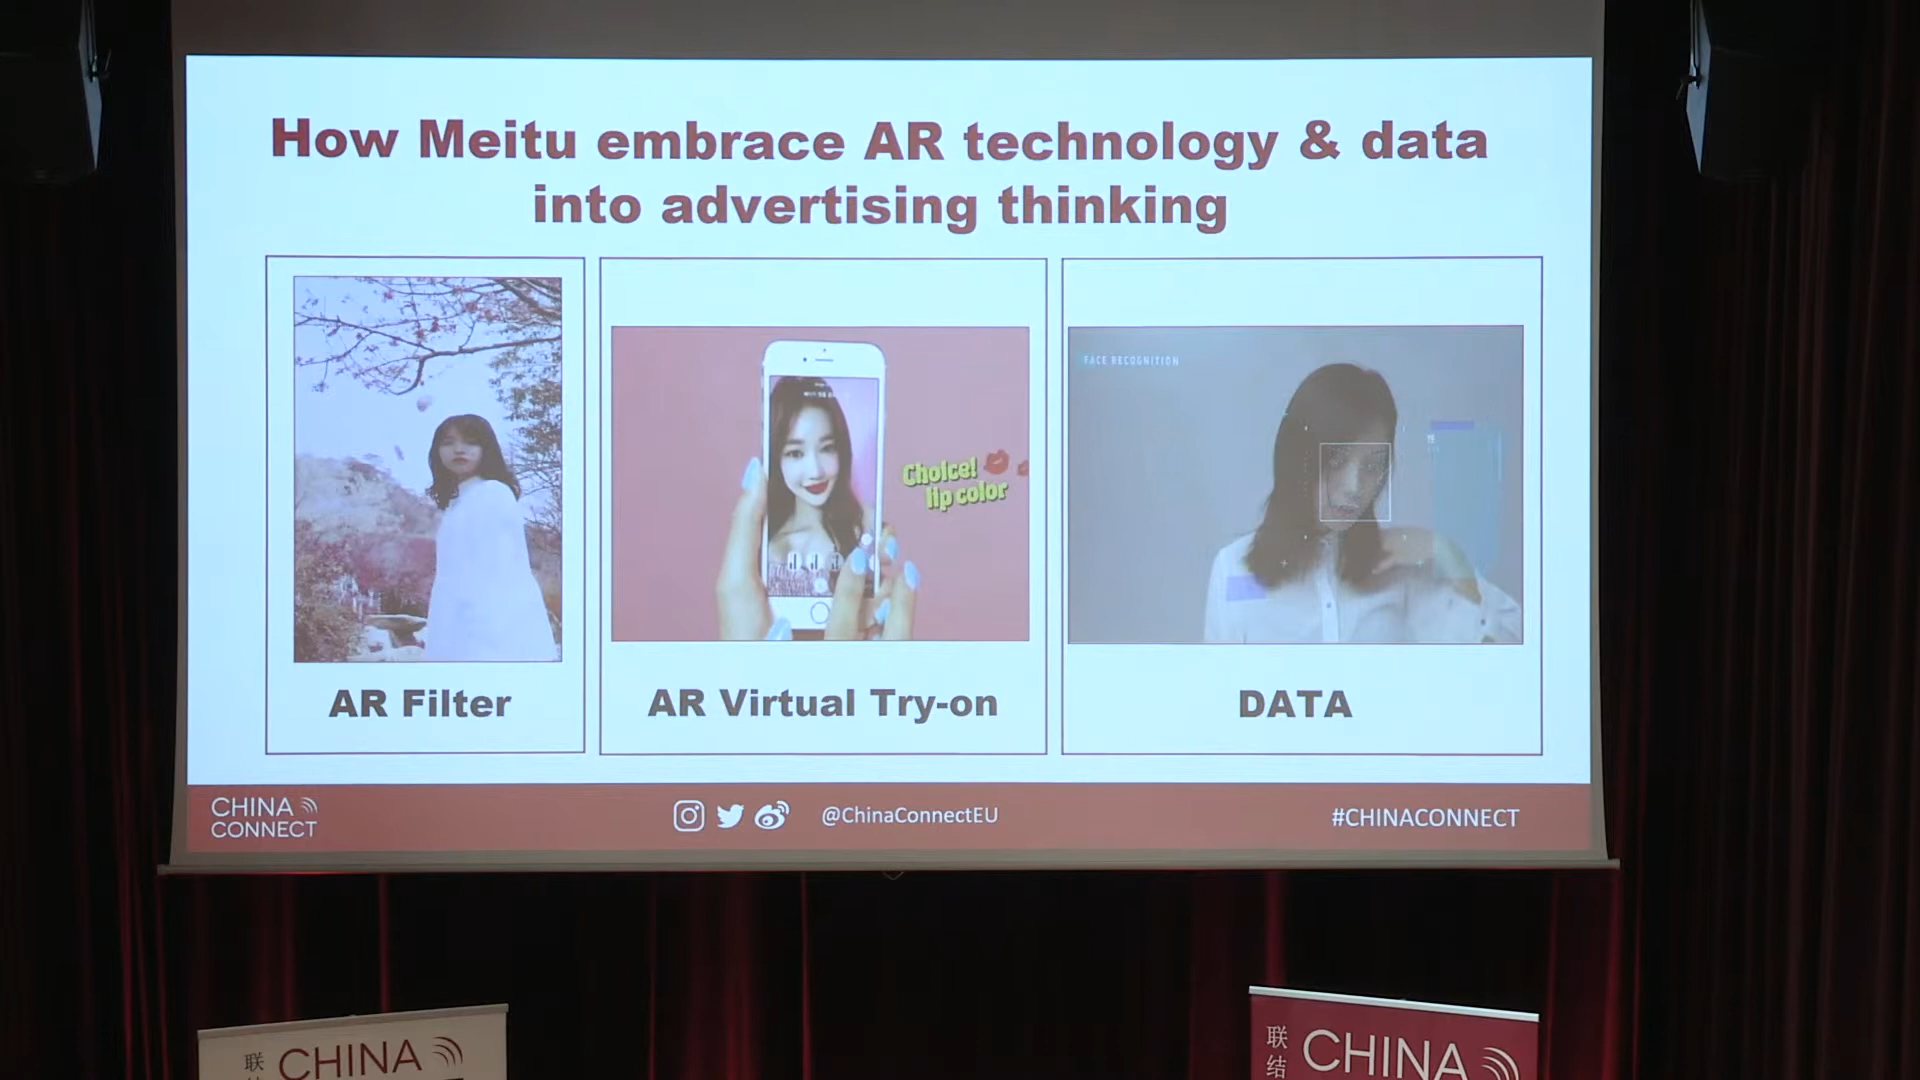 How Meitu embrace AR technology & data
into advertising thinking
FACE RECOGNITION
Choice!
lip color
AR Filter
AR Virtual Try-on
DATA
CHINA
CONNECT
@ChinaConnectEU
#CHINACONNECT
联
CHINA
联结
CHINA